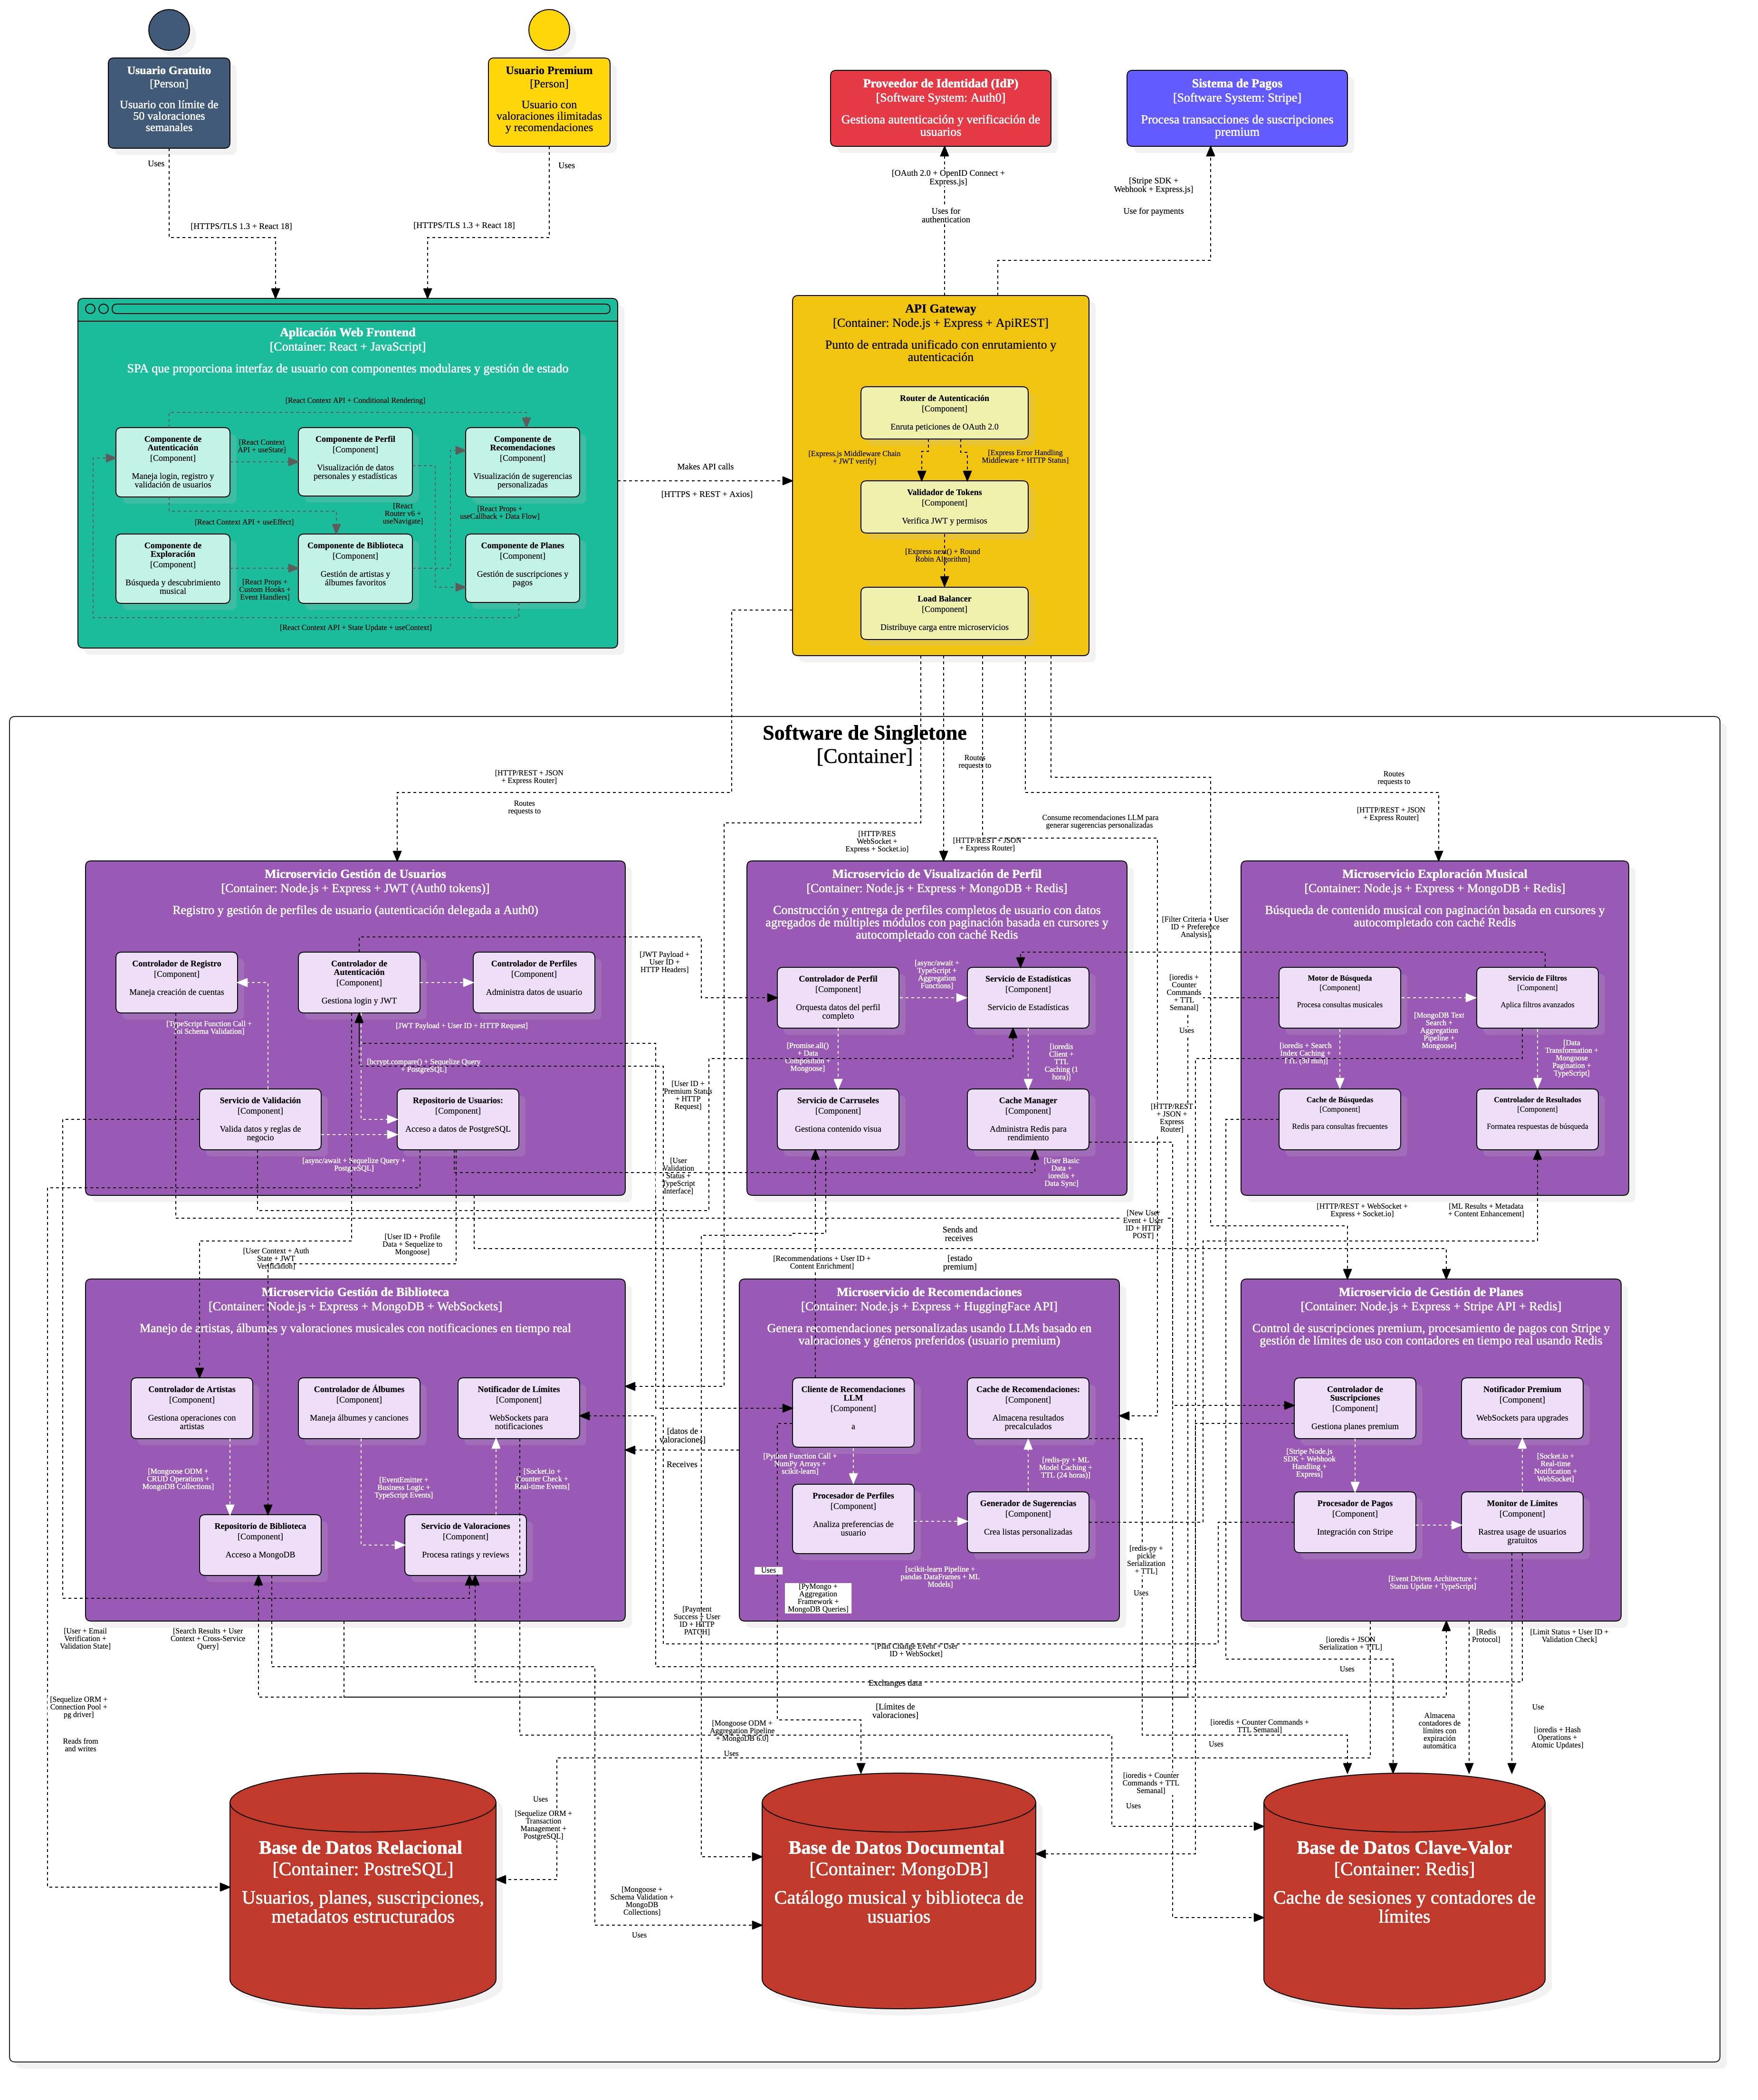 Usuario Gratuito
[Person]
Usuario con límite de
50 valoraciones
semanales
Usuario Premium
[Person]
Usuario con
valoraciones ilimitadas
y recomendaciones
Proveedor de Identidad (IdP)
[Software System: Auth0]
Gestiona autenticación y verificación de
usuarios
Sistema de Pagos
[Software System: Stripe]
Procesa transacciones de suscripciones
premium
Uses
Uses
[OAuth 2.0 + OpenID Connect +
Express.js]
Uses for
authentication
[Stripe SDK +
Webhook + Express.js]
Use for payments
[HTTPS/TLS 1.3 + React 18]
[HTTPS/TLS 1.3 + React 18]
Aplicación Web Frontend
[Container: React + JavaScript]
SPA que proporciona interfaz de usuario con componentes modulares y gestión de estado
[React Context API + Conditional Rendering]
Componente de
Autenticación
[Component]
Maneja login, registro y
validación de usuarios
[React Context
API + useState]
Componente de Perfil
[Component]
Visualización de datos
personales y estadísticas
Componente de
Recomendaciones
[Component]
Visualización de sugerencias
personalizadas
[React Context API + useEffect]
[React
Router v6 +
useNavigate]
[React Props +
useCallback + Data Flow]
Componente de
Exploración
[Component]
Búsqueda y descubrimiento
musical
[React Props +
Custom Hooks +
Event Handlers]
Componente de Biblioteca
[Component]
Gestión de artistas y
álbumes favoritos
Componente de Planes
[Component]
Gestión de suscripciones y
pagos
[React Context API + State Update + useContext]
Makes API calls
[HTTPS + REST + Axios]
API Gateway
[Container: Node.js + Express + ApiREST]
Punto de entrada unificado con enrutamiento y
autenticación
Router de Autenticación
[Component]
Enruta peticiones de OAuth 2.0
[Express.js Middleware Chain
+ JWT verify]
[Express Error Handling
Middleware + HTTP Status]
Validador de Tokens
[Component]
Verifica JWT y permisos
[Express next() + Round
Robin Algorithm]
Load Balancer
[Component]
Distribuye carga entre microservicios
Software de Singletone
[Container]
[HTTP/REST + JSON
+ Express Router]
Routes
requests to
Routes
requests to
Routes
requests to
[HTTP/RES
WebSocket +
Express + Socket.io]
[HTTP/REST + JSON
+ Express Router]
Consume recomendaciones LLM para
generar sugerencias personalizadas
[HTTP/REST + JSON
+ Express Router]
Microservicio Gestión de Usuarios
[Container: Node.js + Express + JWT (Auth0 tokens)]
Registro y gestión de perfiles de usuario (autenticación delegada a Auth0)
Controlador de Registro
[Component]
Maneja creación de cuentas
Controlador de
Autenticación
[Component]
Gestiona login y JWT
Controlador de Perfiles
[Component]
Administra datos de usuario
[TypeScript Function Call +
Joi Schema Validation]
[JWT Payload + User ID + HTTP Request]
[bcrypt.compare() + Sequelize Query
+ PostgreSQL]
Servicio de Validación
[Component]
Valida datos y reglas de
negocio
Repositorio de Usuarios:
[Component]
Acceso a datos de PostgreSQL
[async/await + Sequelize Query +
PostgreSQL]
[JWT Payload +
User ID +
HTTP Headers]
[User ID +
Premium Status
+ HTTP
Request]
[User
Validation
Status +
TypeScript
Interface]
Microservicio de Visualización de Perfil
[Container: Node.js + Express + MongoDB + Redis]
Construcción y entrega de perfiles completos de usuario con datos
agregados de múltiples módulos con paginación basada en cursores y
autocompletado con caché Redis
Controlador de Perfil
[Component]
Orquesta datos del perfil
completo
[async/await +
TypeScript +
Aggregation
Functions]
Servicio de Estadísticas
[Component]
Servicio de Estadísticas
[Promise.all()
+ Data
Composition +
Mongoose]
[ioredis
Client +
TTL
Caching (1
hora)]
Servicio de Carruseles
[Component]
Gestiona contenido visua
Cache Manager
[Component]
Administra Redis para
rendimiento
[User Basic
Data +
ioredis +
Data Sync]
[Filter Criteria + User
ID + Preference
Analysis]
[ioredis +
Counter
Commands
+ TTL
Semanal]
Uses
[HTTP/REST
+ JSON +
Express
Router]
Microservicio Exploración Musical
[Container: Node.js + Express + MongoDB + Redis]
Búsqueda de contenido musical con paginación basada en cursores y
autocompletado con caché Redis
Motor de Búsqueda
[Component]
Procesa consultas musicales
Servicio de Filtros
[Component]
Aplica filtros avanzados
[ioredis + Search
Index Caching +
TTL (30 min)]
[MongoDB Text
Search +
Aggregation
Pipeline +
Mongoose]
[Data
Transformation +
Mongoose
Pagination +
TypeScript]
Cache de Búsquedas
[Component]
Redis para consultas frecuentes
Controlador de Resultados
[Component]
Formatea respuestas de búsqueda
[User Context + Auth
State + JWT
Verification]
[User ID + Profile
Data + Sequelize to
Mongoose]
[Recommendations + User ID +
Content Enrichment]
Sends and
receives
[estado
premium]
[New User
Event + User
ID + HTTP
POST]
[HTTP/REST + WebSocket +
Express + Socket.io]
[ML Results + Metadata
+ Content Enhancement]
Microservicio Gestión de Biblioteca
[Container: Node.js + Express + MongoDB + WebSockets]
Manejo de artistas, álbumes y valoraciones musicales con notificaciones en tiempo real
Controlador de Artistas
[Component]
Gestiona operaciones con
artistas
Controlador de Álbumes
[Component]
Maneja álbumes y canciones
Notificador de Límites
[Component]
WebSockets para
notificaciones
[Mongoose ODM +
CRUD Operations +
MongoDB Collections]
[EventEmitter +
Business Logic +
TypeScript Events]
[Socket.io +
Counter Check +
Real-time Events]
Repositorio de Biblioteca
[Component]
Acceso a MongoDB
Servicio de Valoraciones
[Component]
Procesa ratings y reviews
[datos de
valoraciones]
Receives
Microservicio de Recomendaciones
[Container: Node.js + Express + HuggingFace API]
Genera recomendaciones personalizadas usando LLMs basado en
valoraciones y géneros preferidos (usuario premium)
Cliente de Recomendaciones
LLM
[Component]
a
Cache de Recomendaciones:
[Component]
Almacena resultados
precalculados
[Python Function Call +
NumPy Arrays +
scikit-learn]
[redis-py + ML
Model Caching +
TTL (24 horas)]
Procesador de Perfiles
[Component]
Analiza preferencias de
usuario
Generador de Sugerencias
[Component]
Crea listas personalizadas
[scikit-learn Pipeline +
pandas DataFrames + ML
Models]
Uses
[PyMongo +
Aggregation
Framework +
MongoDB Queries]
[redis-py +
pickle
Serialization
+ TTL]
Uses
Microservicio de Gestión de Planes
[Container: Node.js + Express + Stripe API + Redis]
Control de suscripciones premium, procesamiento de pagos con Stripe y
gestión de límites de uso con contadores en tiempo real usando Redis
Controlador de
Suscripciones
[Component]
Gestiona planes premium
Notificador Premium
[Component]
WebSockets para upgrades
[Stripe Node.js
SDK + Webhook
Handling +
Express]
[Socket.io +
Real-time
Notification +
WebSocket]
Procesador de Pagos
[Component]
Integración con Stripe
Monitor de Límites
[Component]
Rastrea usage de usuarios
gratuitos
[Event Driven Architecture +
Status Update + TypeScript]
[User + Email
Verification +
Validation State]
[Search Results + User
Context + Cross-Service
Query]
[Payment
Success + User
ID + HTTP
PATCH]
[Plan Change Event + User
ID + WebSocket]
Exchanges data
[Límites de
valoraciones]
[ioredis + JSON
Serialization + TTL]
Uses
[Redis
Protocol]
[Limit Status + User ID +
Validation Check]
[Sequelize ORM +
Connection Pool +
pg driver]
Reads from
and writes
[Mongoose ODM +
Aggregation Pipeline
+ MongoDB 6.0]
Uses
[ioredis + Counter Commands +
TTL Semanal]
Uses
Almacena
contadores de
límites con
expiración
automática
Use
[ioredis + Hash
Operations +
Atomic Updates]
[ioredis + Counter
Commands + TTL
Semanal]
Uses
Uses
[Sequelize ORM +
Transaction
Management +
PostgreSQL]
Base de Datos Relacional
[Container: PostreSQL]
Usuarios, planes, suscripciones,
metadatos estructurados
[Mongoose +
Schema Validation +
MongoDB
Collections]
Uses
Base de Datos Documental
[Container: MongoDB]
Catálogo musical y biblioteca de
usuarios
Base de Datos Clave-Valor
[Container: Redis]
Cache de sesiones y contadores de
límites